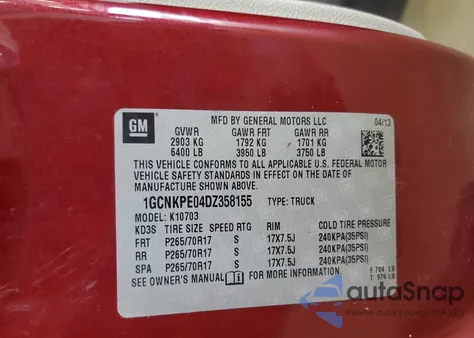 MFD BY GENERAL MOTORS LLC 04/13
GM
GVWR GAWR FRT GAWR RR
2903 KG 1792 KG 1701 KG
6400 LB 3950 LB 3750 LB
THIS VEHICLE CONFORMS TO ALL APPLICABLE U.S. FEDERAL MOTOR
VEHICLE SAFETY STANDARDS IN EFFECT ON THE DATE OF
MANUFACTURE SHOWN ABOVE.
1GCNKPE04DZ358155 TYPE: TRUCK
MODEL: K10703
KD3S TIRE SIZE SPEED RTG RIM COLD TIRE PRESSURE
FRT P265/70R17 S 17X7.5J 240KPA(35PSI)
RR P265/70R17 S 17X7.5J 240KPA(35PSI)
SPA P265/70R17 S 17X7.5J 240KPA(35PSI)
SEE OWNER'S MANUAL FOR MORE INFORMATION.
F 784 LB
T 976 LB
autoSnap